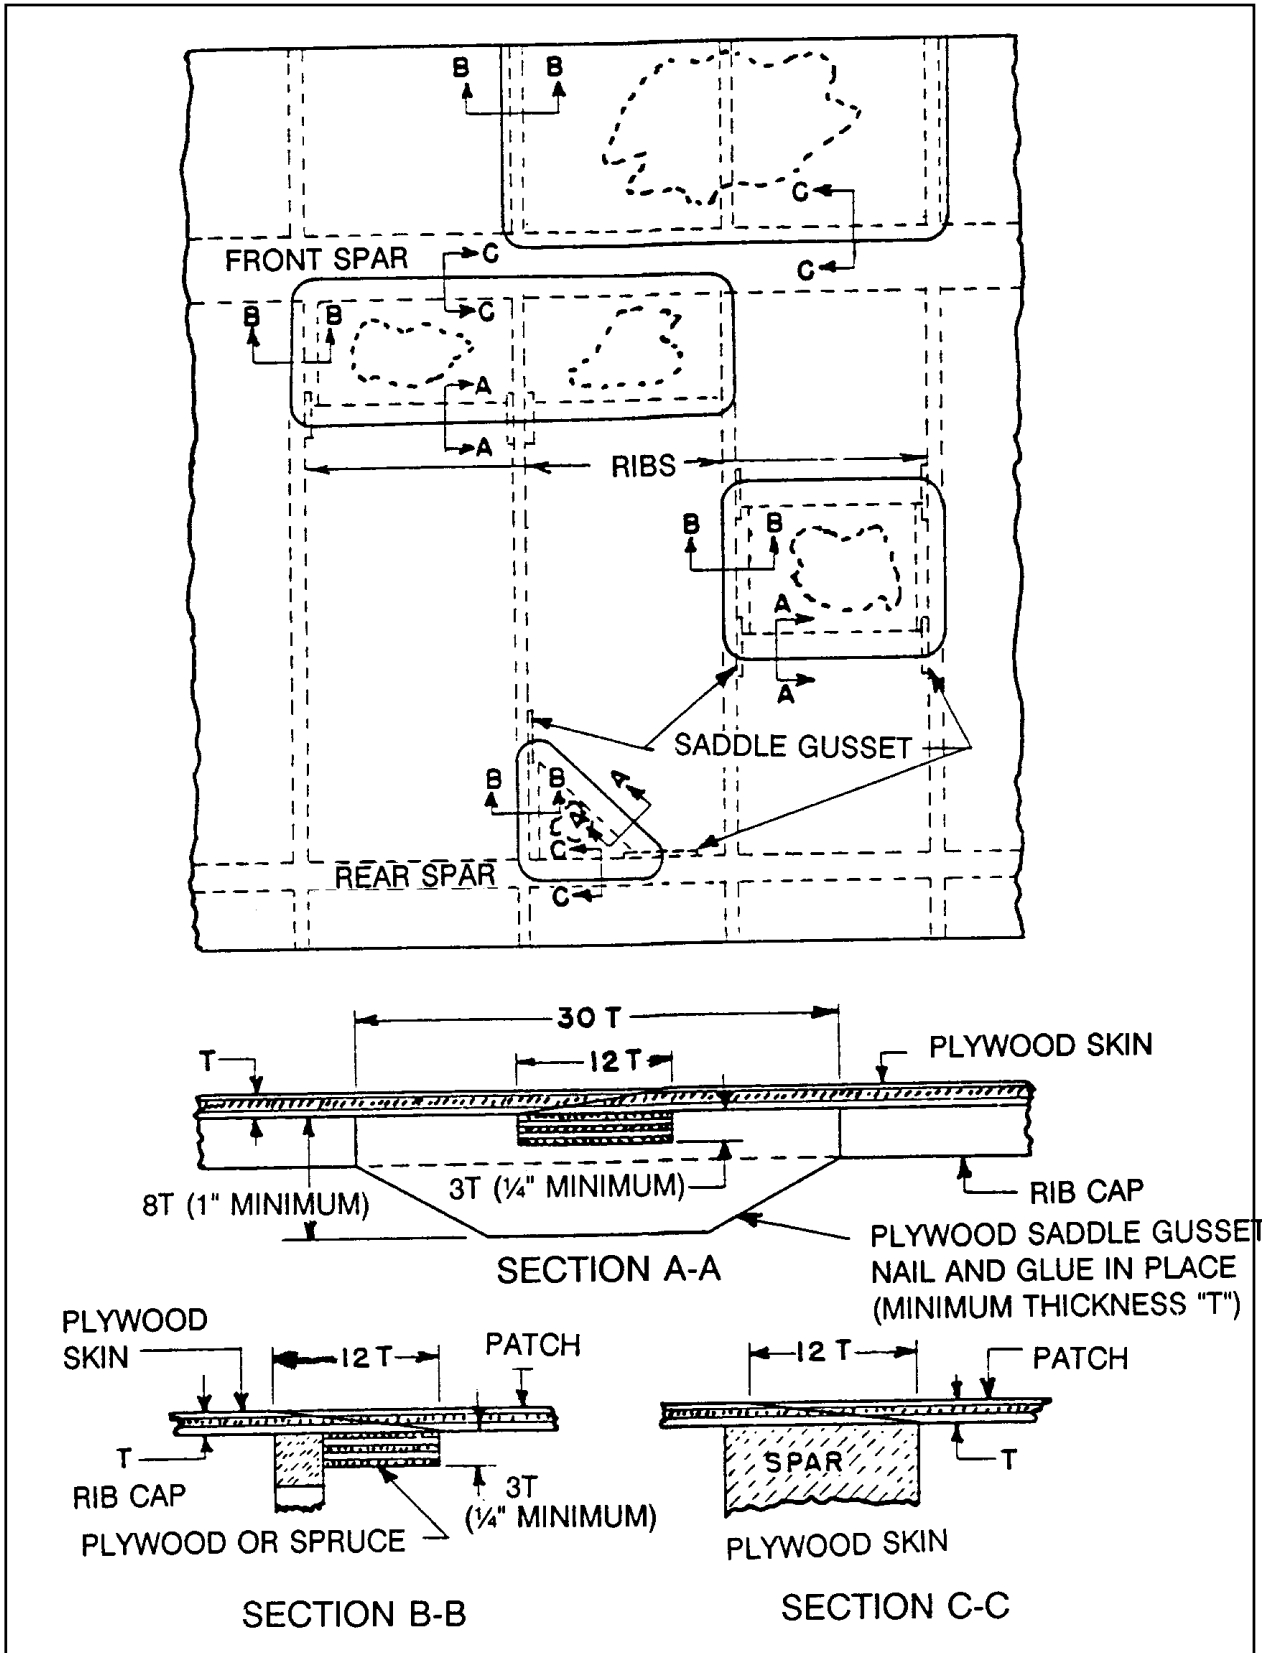 B B
C
C
FRONT SPAR
C
C
B B
A
A
RIBS
B B
A
A
SADDLE GUSSET
B B
A
A
C
C
REAR SPAR
30 T
12 T
T
PLYWOOD SKIN
8T (1" MINIMUM)
3T (¼" MINIMUM)
RIB CAP
PLYWOOD SADDLE GUSSET
NAIL AND GLUE IN PLACE
(MINIMUM THICKNESS "T")
SECTION A-A
PLYWOOD
SKIN
12 T
PATCH
T
RIB CAP
3T
(¼" MINIMUM)
PLYWOOD OR SPRUCE
SECTION B-B
12 T
PATCH
SPAR
T
PLYWOOD SKIN
SECTION C-C